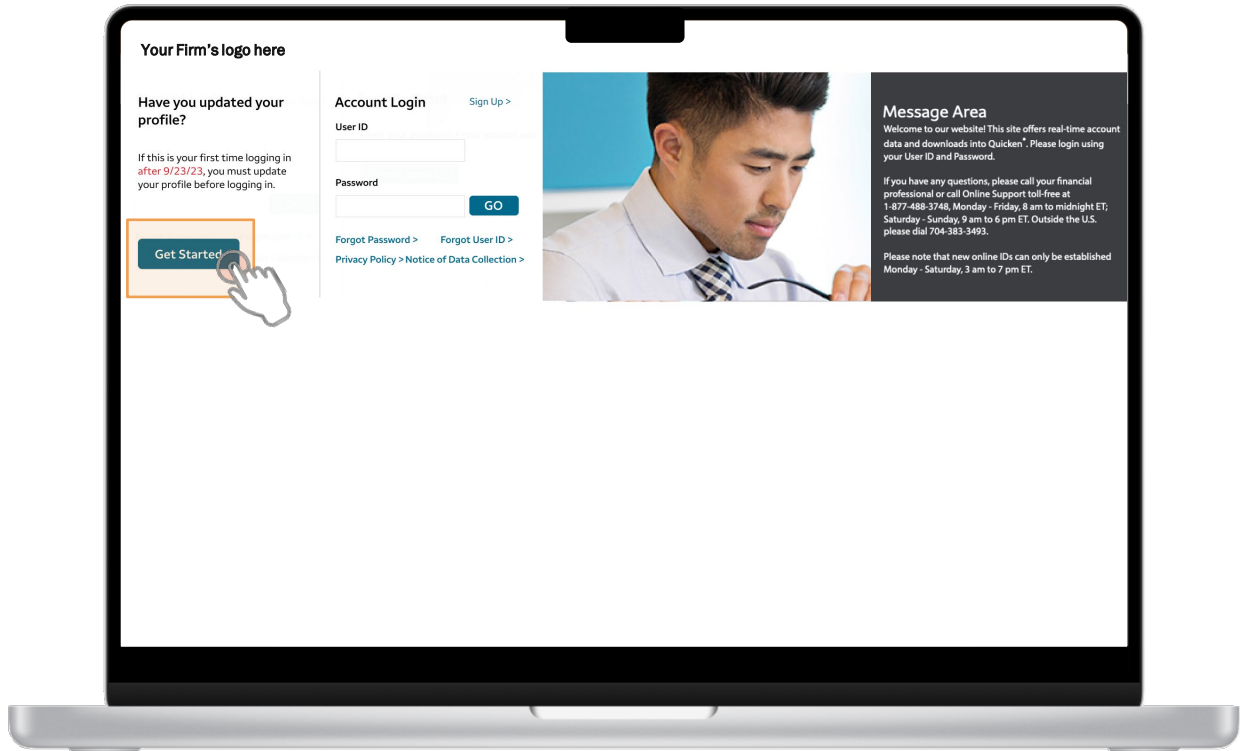 Your Firm's logo here
Have you updated your
profile?
If this is your first time logging in
after 9/23/23, you must update
your profile before logging in.
Get Started
Account Login
Sign Up >
User ID
Password
GO
Forgot Password >
Forgot User ID >
Privacy Policy >
Notice of Data Collection >
Message Area
Welcome to our website! This site offers real-time account
data and downloads into Quicken®. Please login using
your User ID and Password.
If you have any questions, please call your financial
professional or call Online Support toll-free at
1-877-488-3748, Monday - Friday, 8 am to midnight ET;
Saturday - Sunday, 9 am to 6 pm ET. Outside the U.S.
please dial 704-383-3493.
Please note that new online IDs can only be established
Monday - Saturday, 3 am to 7 pm ET.